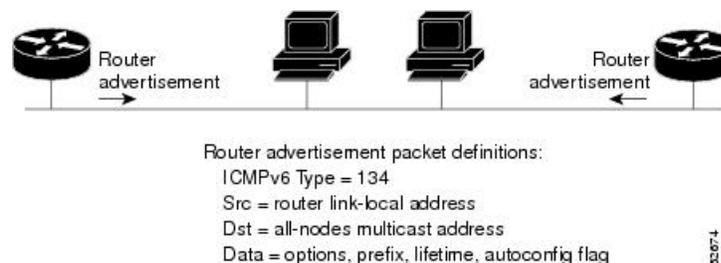 Router advertisement
Router advertisement
Router advertisement packet definitions:
ICMPv6 Type = 134
Src = router link-local address
Dst = all-nodes multicast address
Data = options, prefix, lifetime, autoconfig flag